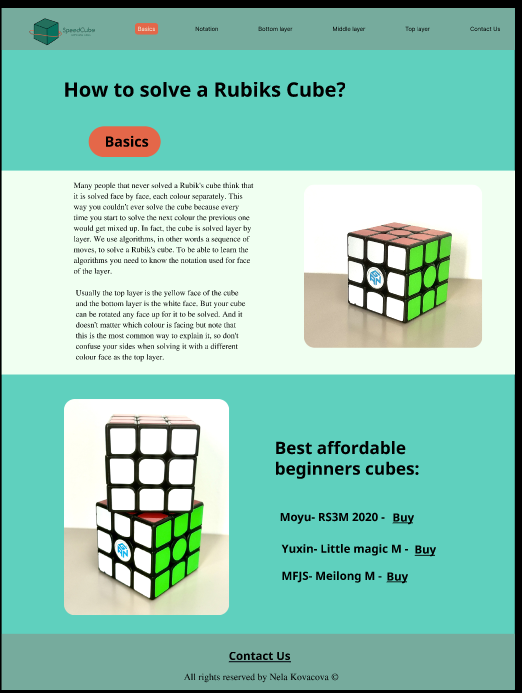 SpeedCube
Basics
Notation
Bottom layer
Middle layer
Top layer
Contact Us
How to solve a Rubiks Cube?
Basics
Many people that never solved a Rubik's cube think that
it is solved face by face, each colour separately. This
way you couldn't ever solve the cube because every
time you start to solve the next colour the previous one
would get mixed up. In fact, the cube is solved layer by
layer. We use algorithms, in other words a sequence of
moves, to solve a Rubik's cube. To be able to learn the
algorithms you need to know the notation used for face
of the layer.
Usually the top layer is the yellow face of the cube
and the bottom layer is the white face. But your cube
can be rotated any face up for it to be solved. And it
doesn't matter which colour is facing but note that
this is the most common way to explain it, so don't
confuse your sides when solving it with a different
colour face as the top layer.
Best affordable
beginners cubes:
Moyu- RS3M 2020 - Buy
Yuxin- Little magic M - Buy
MFJS- Meilong M - Buy
Contact Us
All rights reserved by Nela Kovacova ©